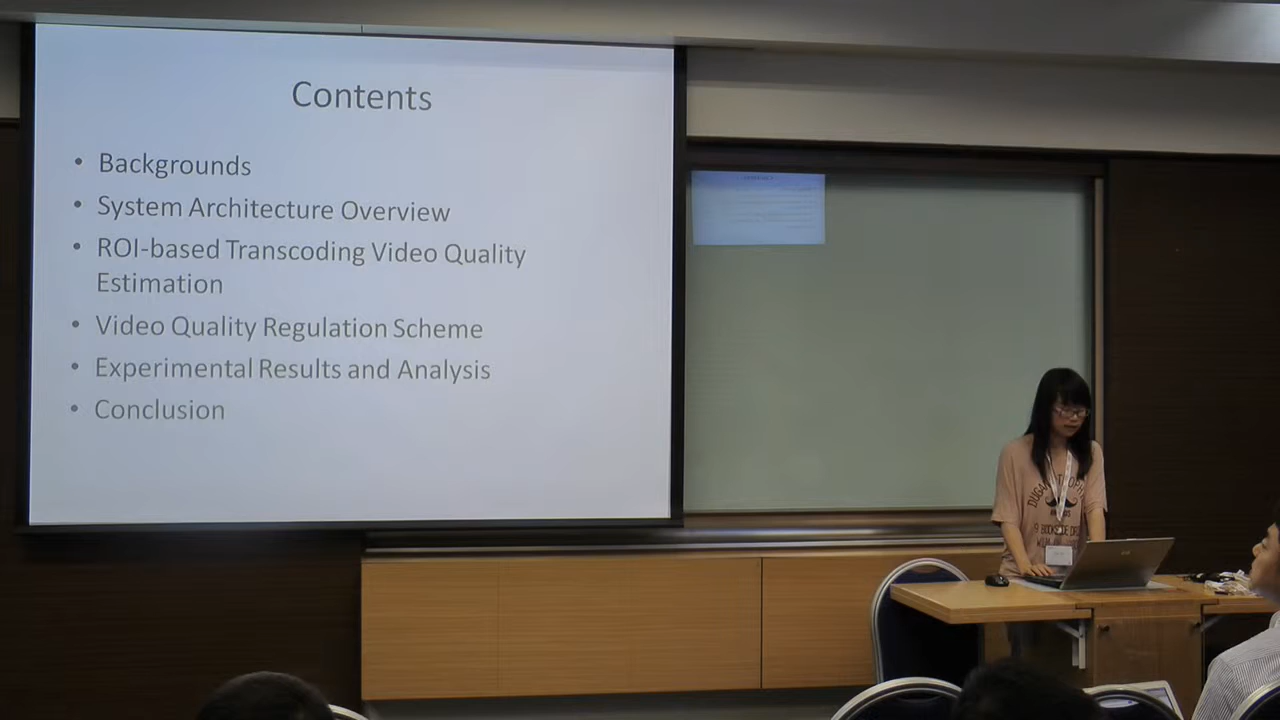 Contents
• Backgrounds
• System Architecture Overview
• ROI-based Transcoding Video Quality
Estimation
• Video Quality Regulation Scheme
• Experimental Results and Analysis
• Conclusion